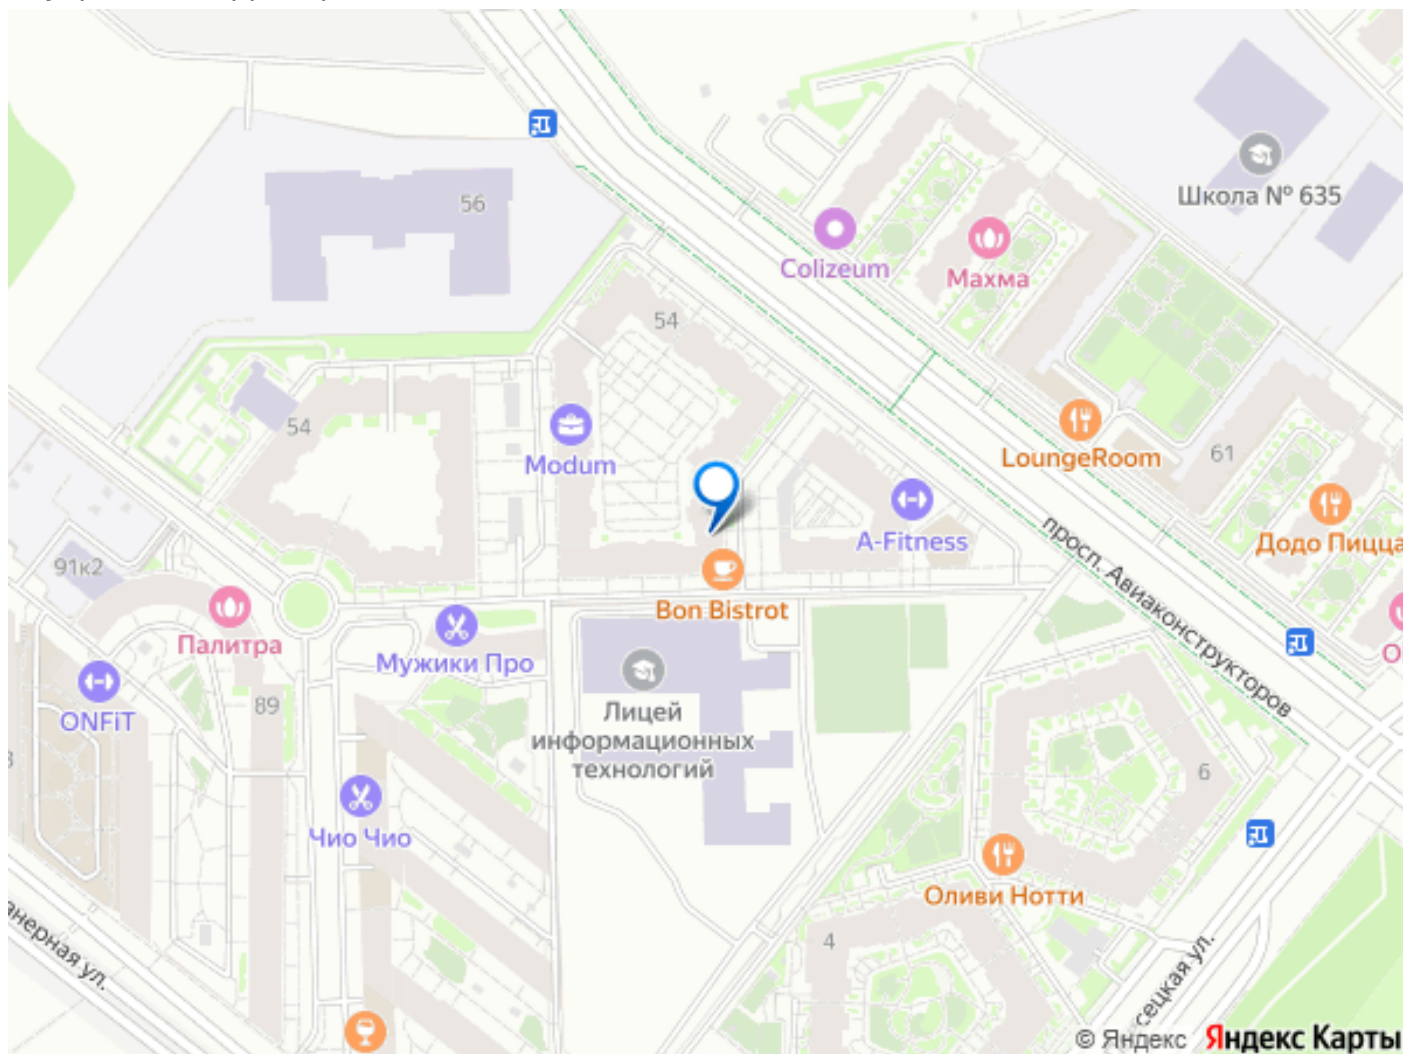 56
Школа № 635
Colizeum
Махма
54
54
Modum
LoungeRoom
61
A-Fitness
Додо Пицца
просп. Авиаконструкторов
91к2
Bon Bistrot
Палитра
Мужики Про
ONFiT
89
Лицей
информационных
технологий
6
Чио Чио
Оливи Нотти
4
анерная ул.
сецкая ул.
© Яндекс Яндекс Карты